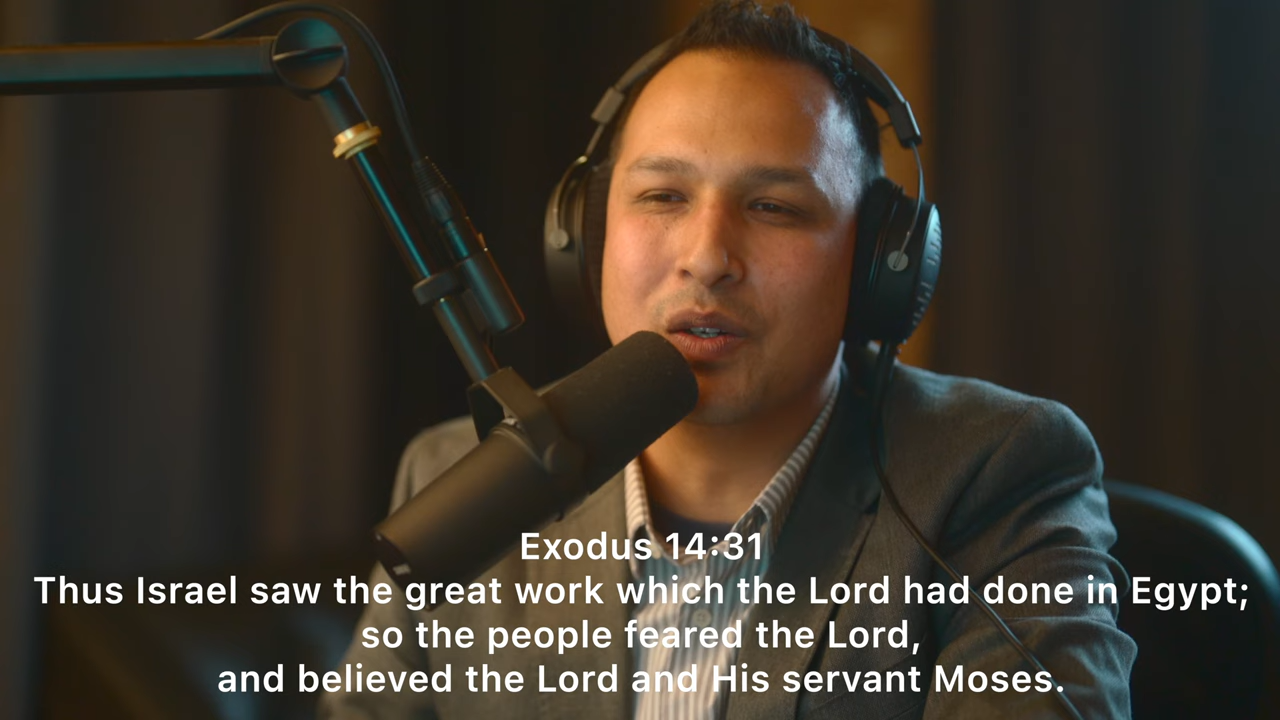 Exodus 14:31
Thus Israel saw the great work which the Lord had done in Egypt;
so the people feared the Lord,
and believed the Lord and His servant Moses.